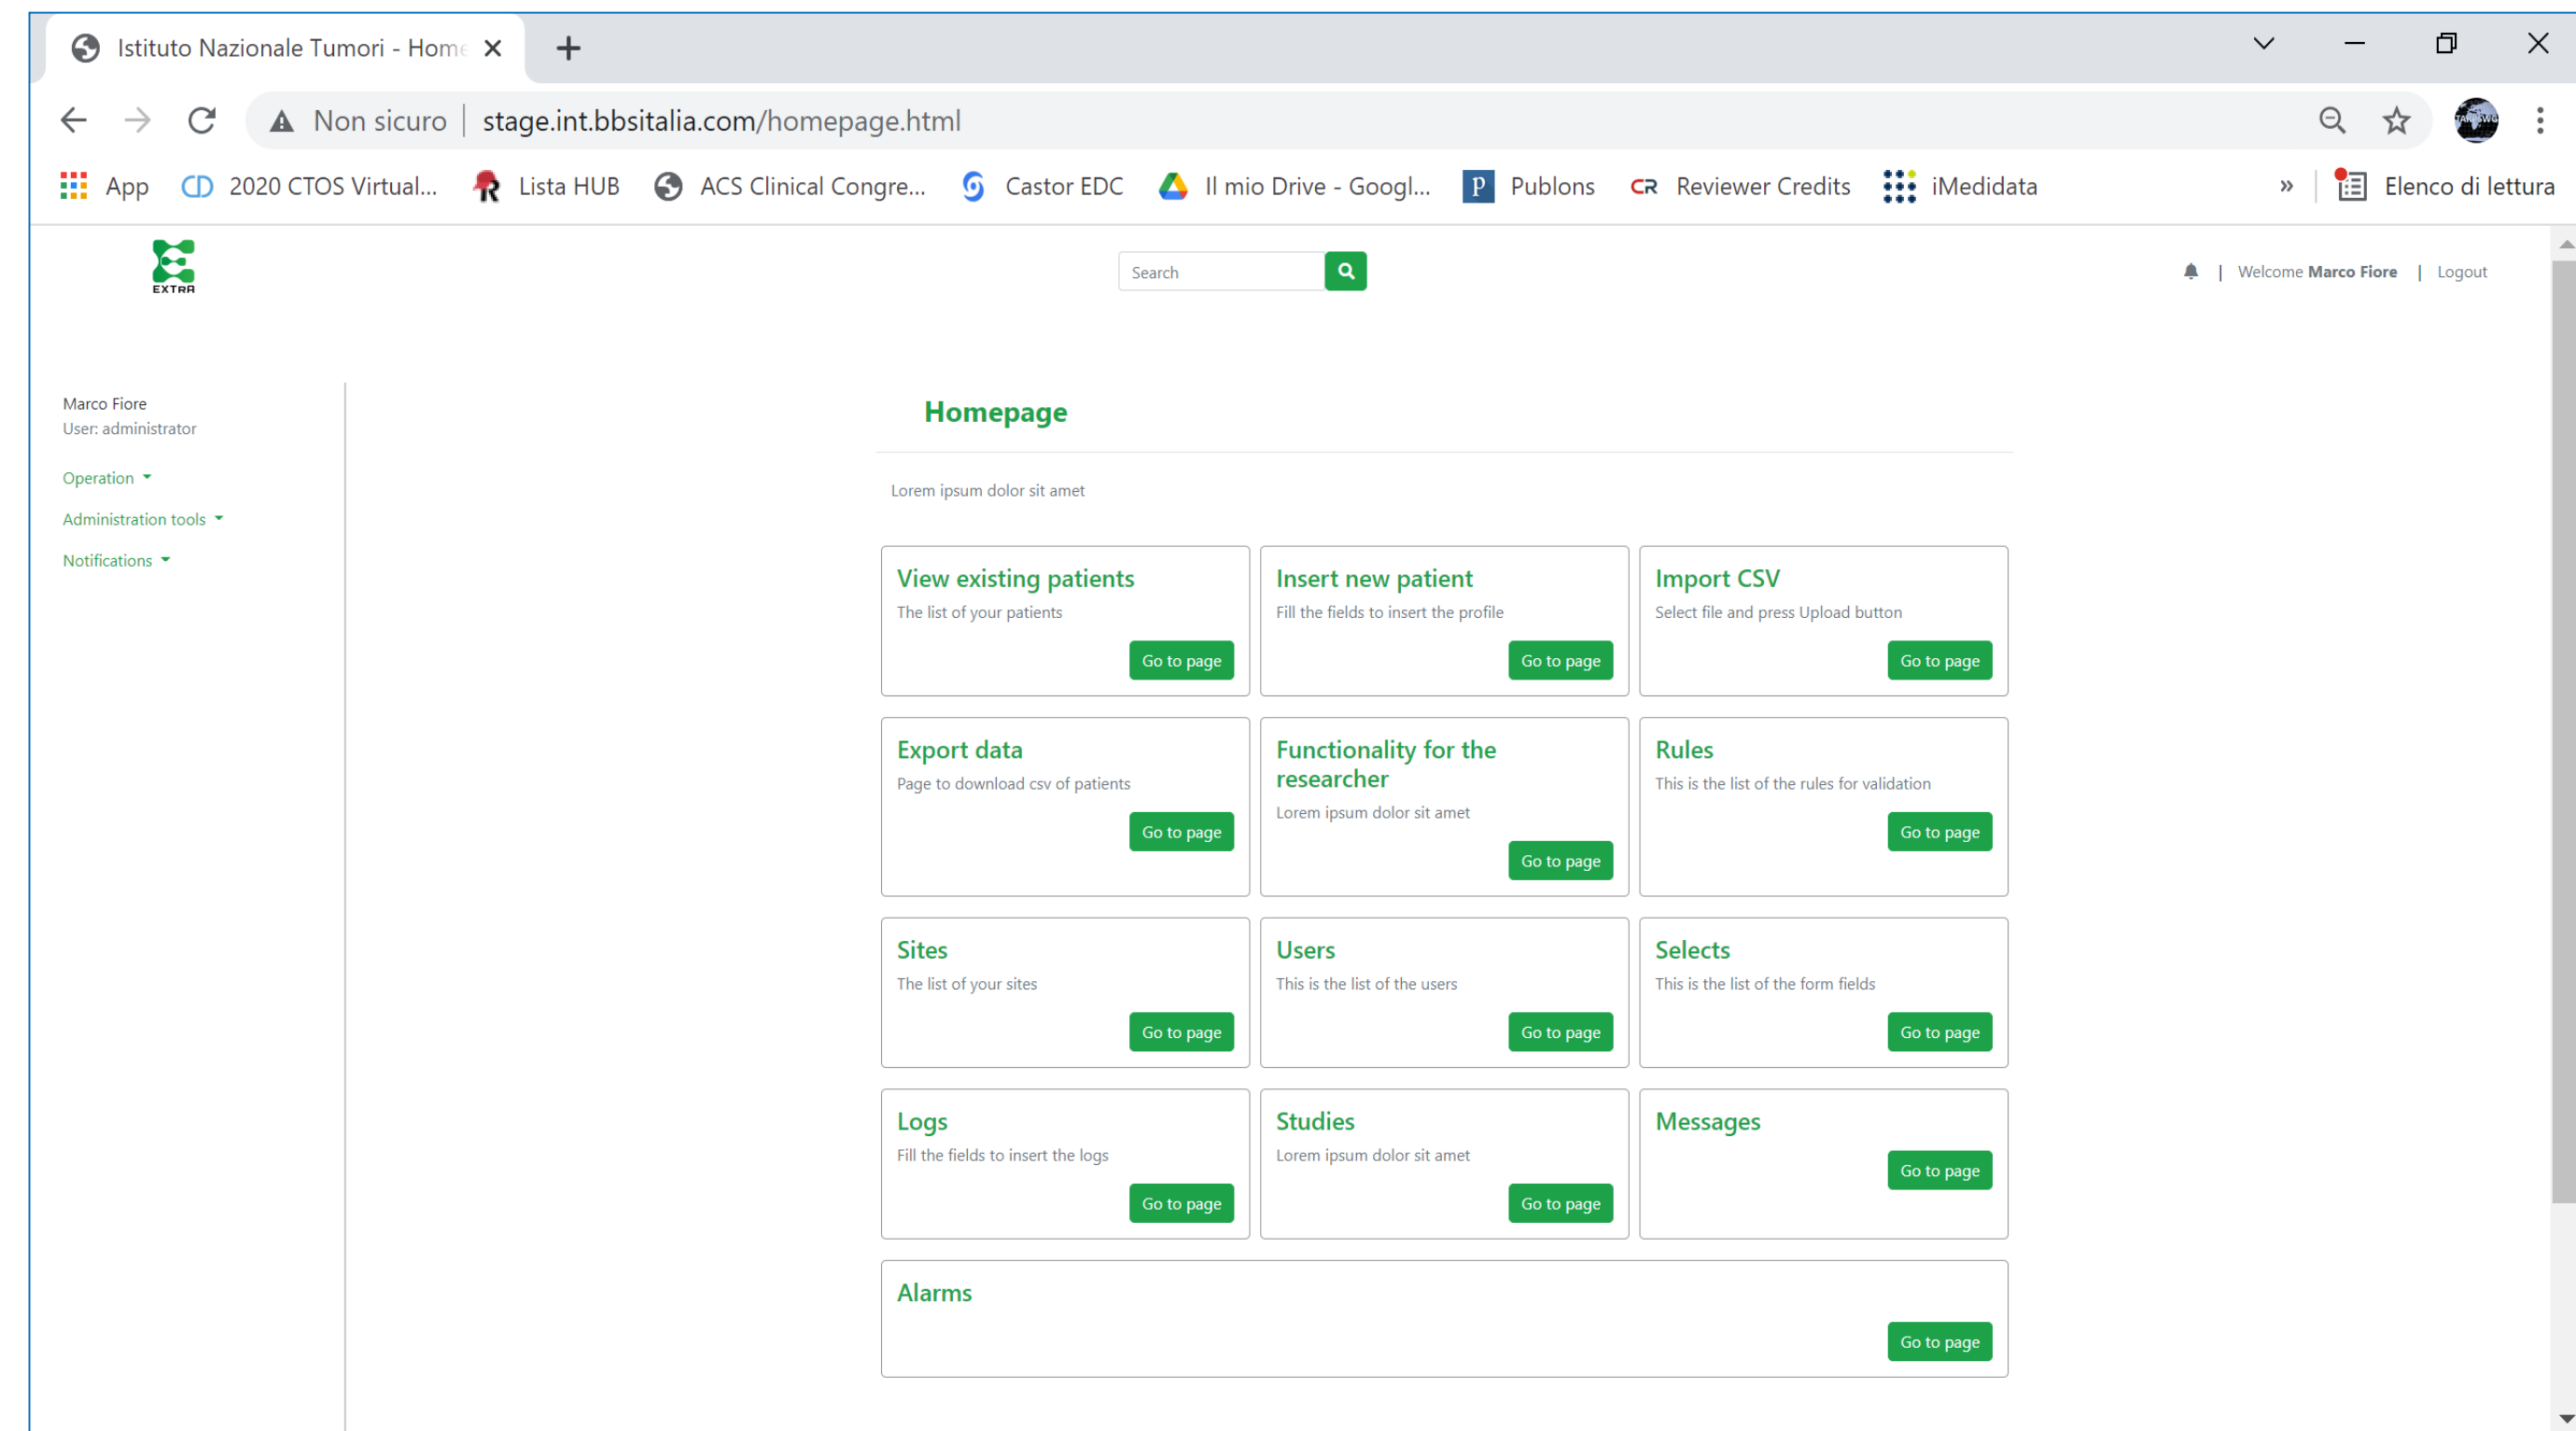 Istituto Nazionale Tumori - Home
Non sicuro | stage.int.bbsitalia.com/homepage.html
App 2020 CTOS Virtual... Lista HUB ACS Clinical Congre... Castor EDC Il mio Drive - Googl... Publons CR Reviewer Credits iMedidata » Elenco di lettura
EXTRA
Search
| Welcome Marco Fiore | Logout
Marco Fiore
User: administrator
Operation
Administration tools
Notifications
Homepage
Lorem ipsum dolor sit amet
View existing patients
The list of your patients
Go to page
Insert new patient
Fill the fields to insert the profile
Go to page
Import CSV
Select file and press Upload button
Go to page
Export data
Page to download csv of patients
Go to page
Functionality for the
researcher
Lorem ipsum dolor sit amet
Go to page
Rules
This is the list of the rules for validation
Go to page
Sites
The list of your sites
Go to page
Users
This is the list of the users
Go to page
Selects
This is the list of the form fields
Go to page
Logs
Fill the fields to insert the logs
Go to page
Studies
Lorem ipsum dolor sit amet
Go to page
Messages
Go to page
Alarms
Go to page